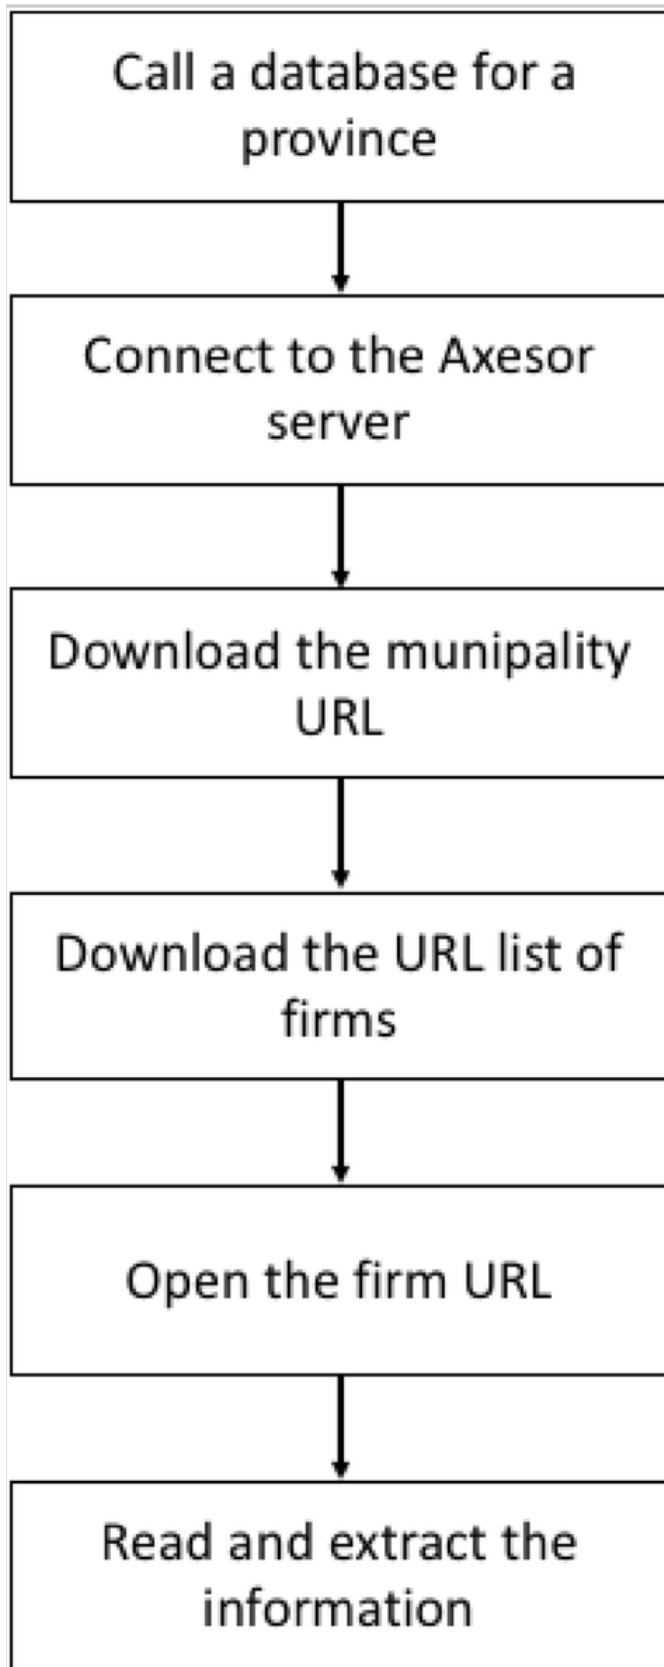 Call a database for a
province
Connect to the Axesor
server
Download the munipality
URL
Download the URL list of
firms
Open the firm URL
Read and extract the
information